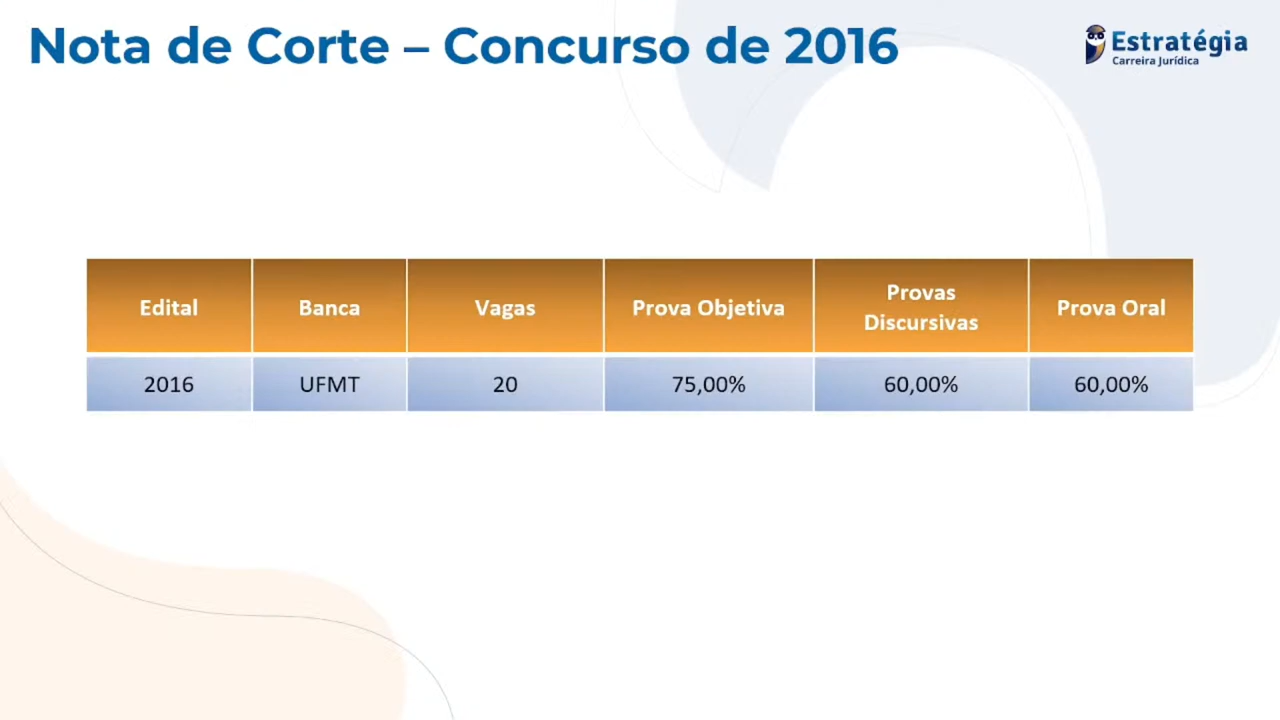 Nota de Corte – Concurso de 2016
Estratégia
Carreira Jurídica
Edital Banca Vagas Prova Objetiva Provas Discursivas Prova Oral
2016 UFMT 20 75,00% 60,00% 60,00%